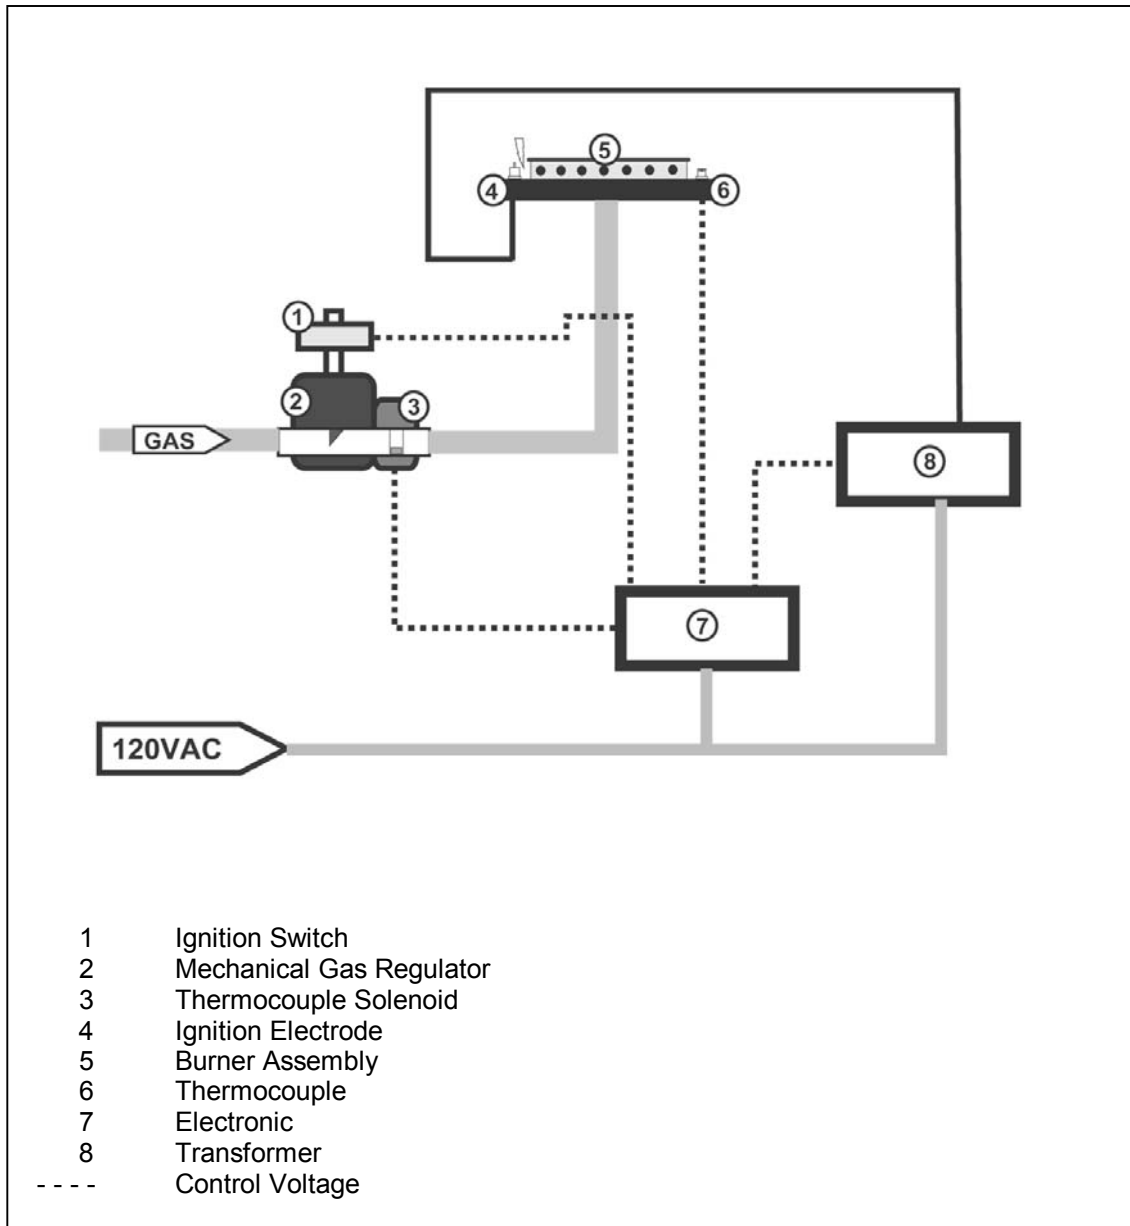 5
4
6
1
2
3
GAS
8
7
120VAC
1 Ignition Switch
2 Mechanical Gas Regulator
3 Thermocouple Solenoid
4 Ignition Electrode
5 Burner Assembly
6 Thermocouple
7 Electronic
8 Transformer
- - - - Control Voltage